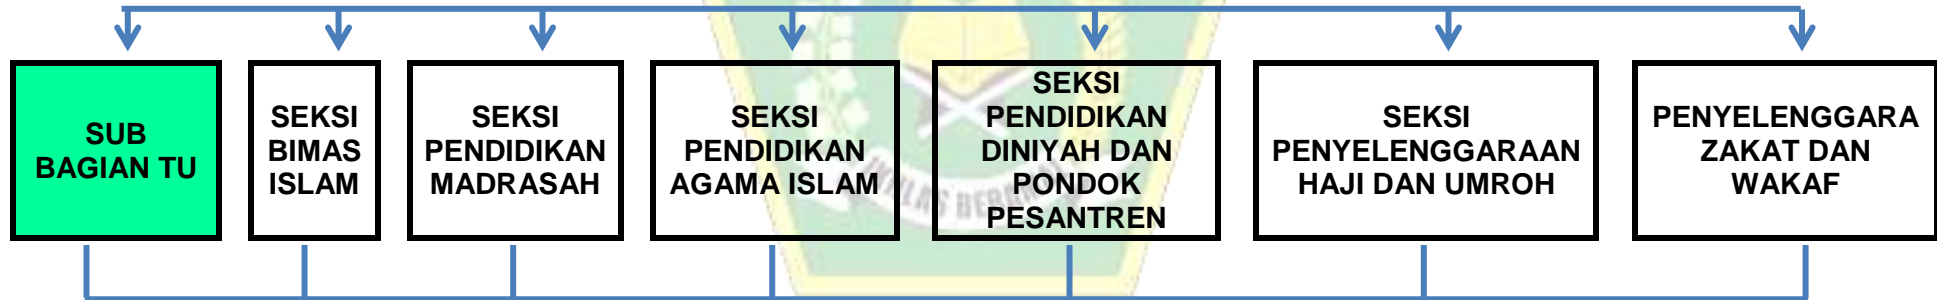 SUB
BAGIAN TU
SEKSI
BIMAS
ISLAM
SEKSI
PENDIDIKAN
MADRASAH
SEKSI
PENDIDIKAN
AGAMA ISLAM
SEKSI
PENDIDIKAN
DINIYAH DAN
PONDOK
PESANTREN
SEKSI
PENYELENGGARAAN
HAJI DAN UMROH
PENYELENGGARA
ZAKAT DAN
WAKAF